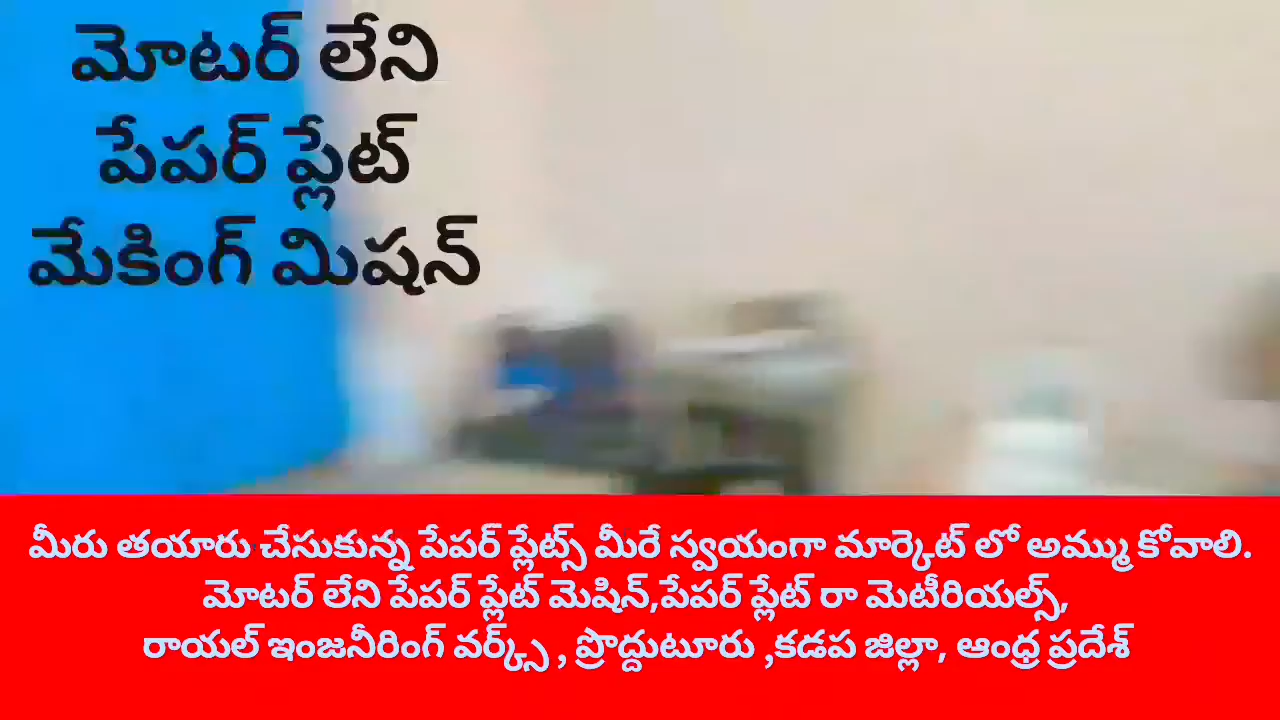 మోటర్ లేని
పేపర్ ప్లేట్
మేకింగ్ మిషన్
మీరు తయారు చేసుకున్న పేపర్ ప్లేట్స్ మీరే స్వయంగా మార్కెట్ లో అమ్ము కోవాలి.
మోటర్ లేని పేపర్ ప్లేట్ మెషిన్,పేపర్ ప్లేట్ రా మెటీరియల్స్,
రాయల్ ఇంజనీరింగ్ వర్క్స్ , ప్రొద్దుటూరు ,కడప జిల్లా, ఆంధ్ర ప్రదేశ్